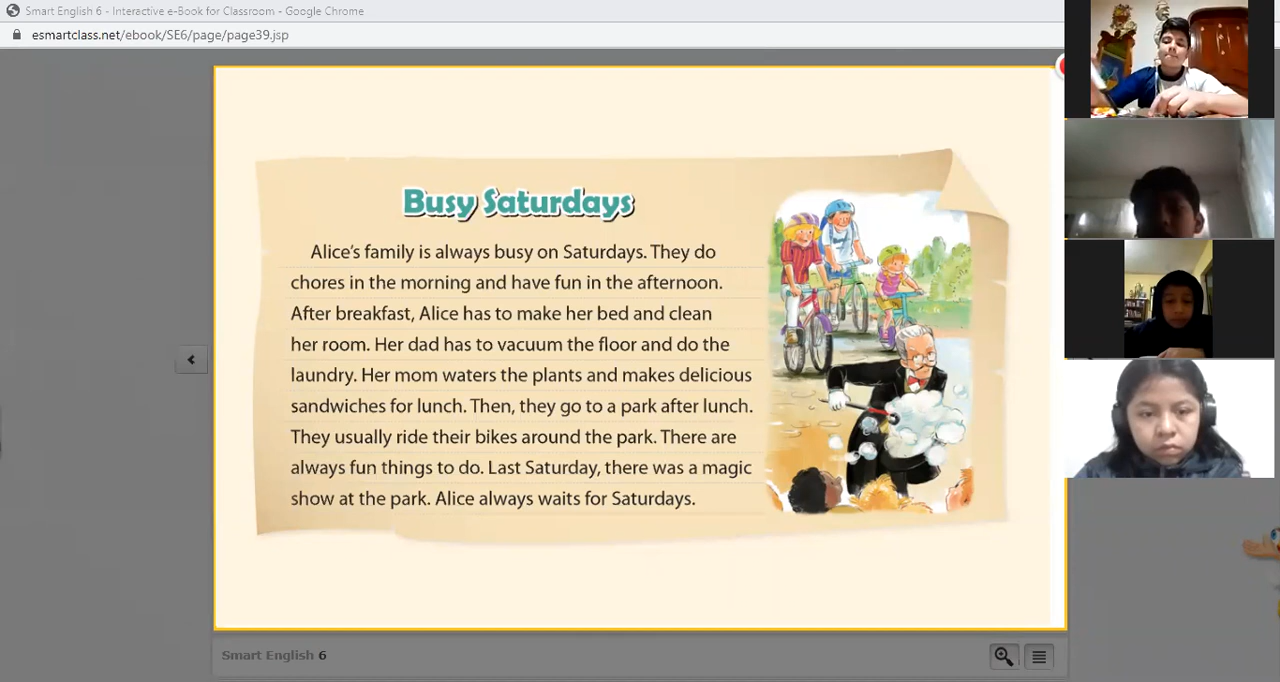 Smart English 6 - Interactive e-Book for Classroom - Google Chrome
esmartclass.net/ebook/SE6/page/page39.jsp
Busy Saturdays
Alice's family is always busy on Saturdays. They do
chores in the morning and have fun in the afternoon.
After breakfast, Alice has to make her bed and clean
her room. Her dad has to vacuum the floor and do the
laundry. Her mom waters the plants and makes delicious
sandwiches for lunch. Then, they go to a park after lunch.
They usually ride their bikes around the park. There are
always fun things to do. Last Saturday, there was a magic
show at the park. Alice always waits for Saturdays.
Smart English 6